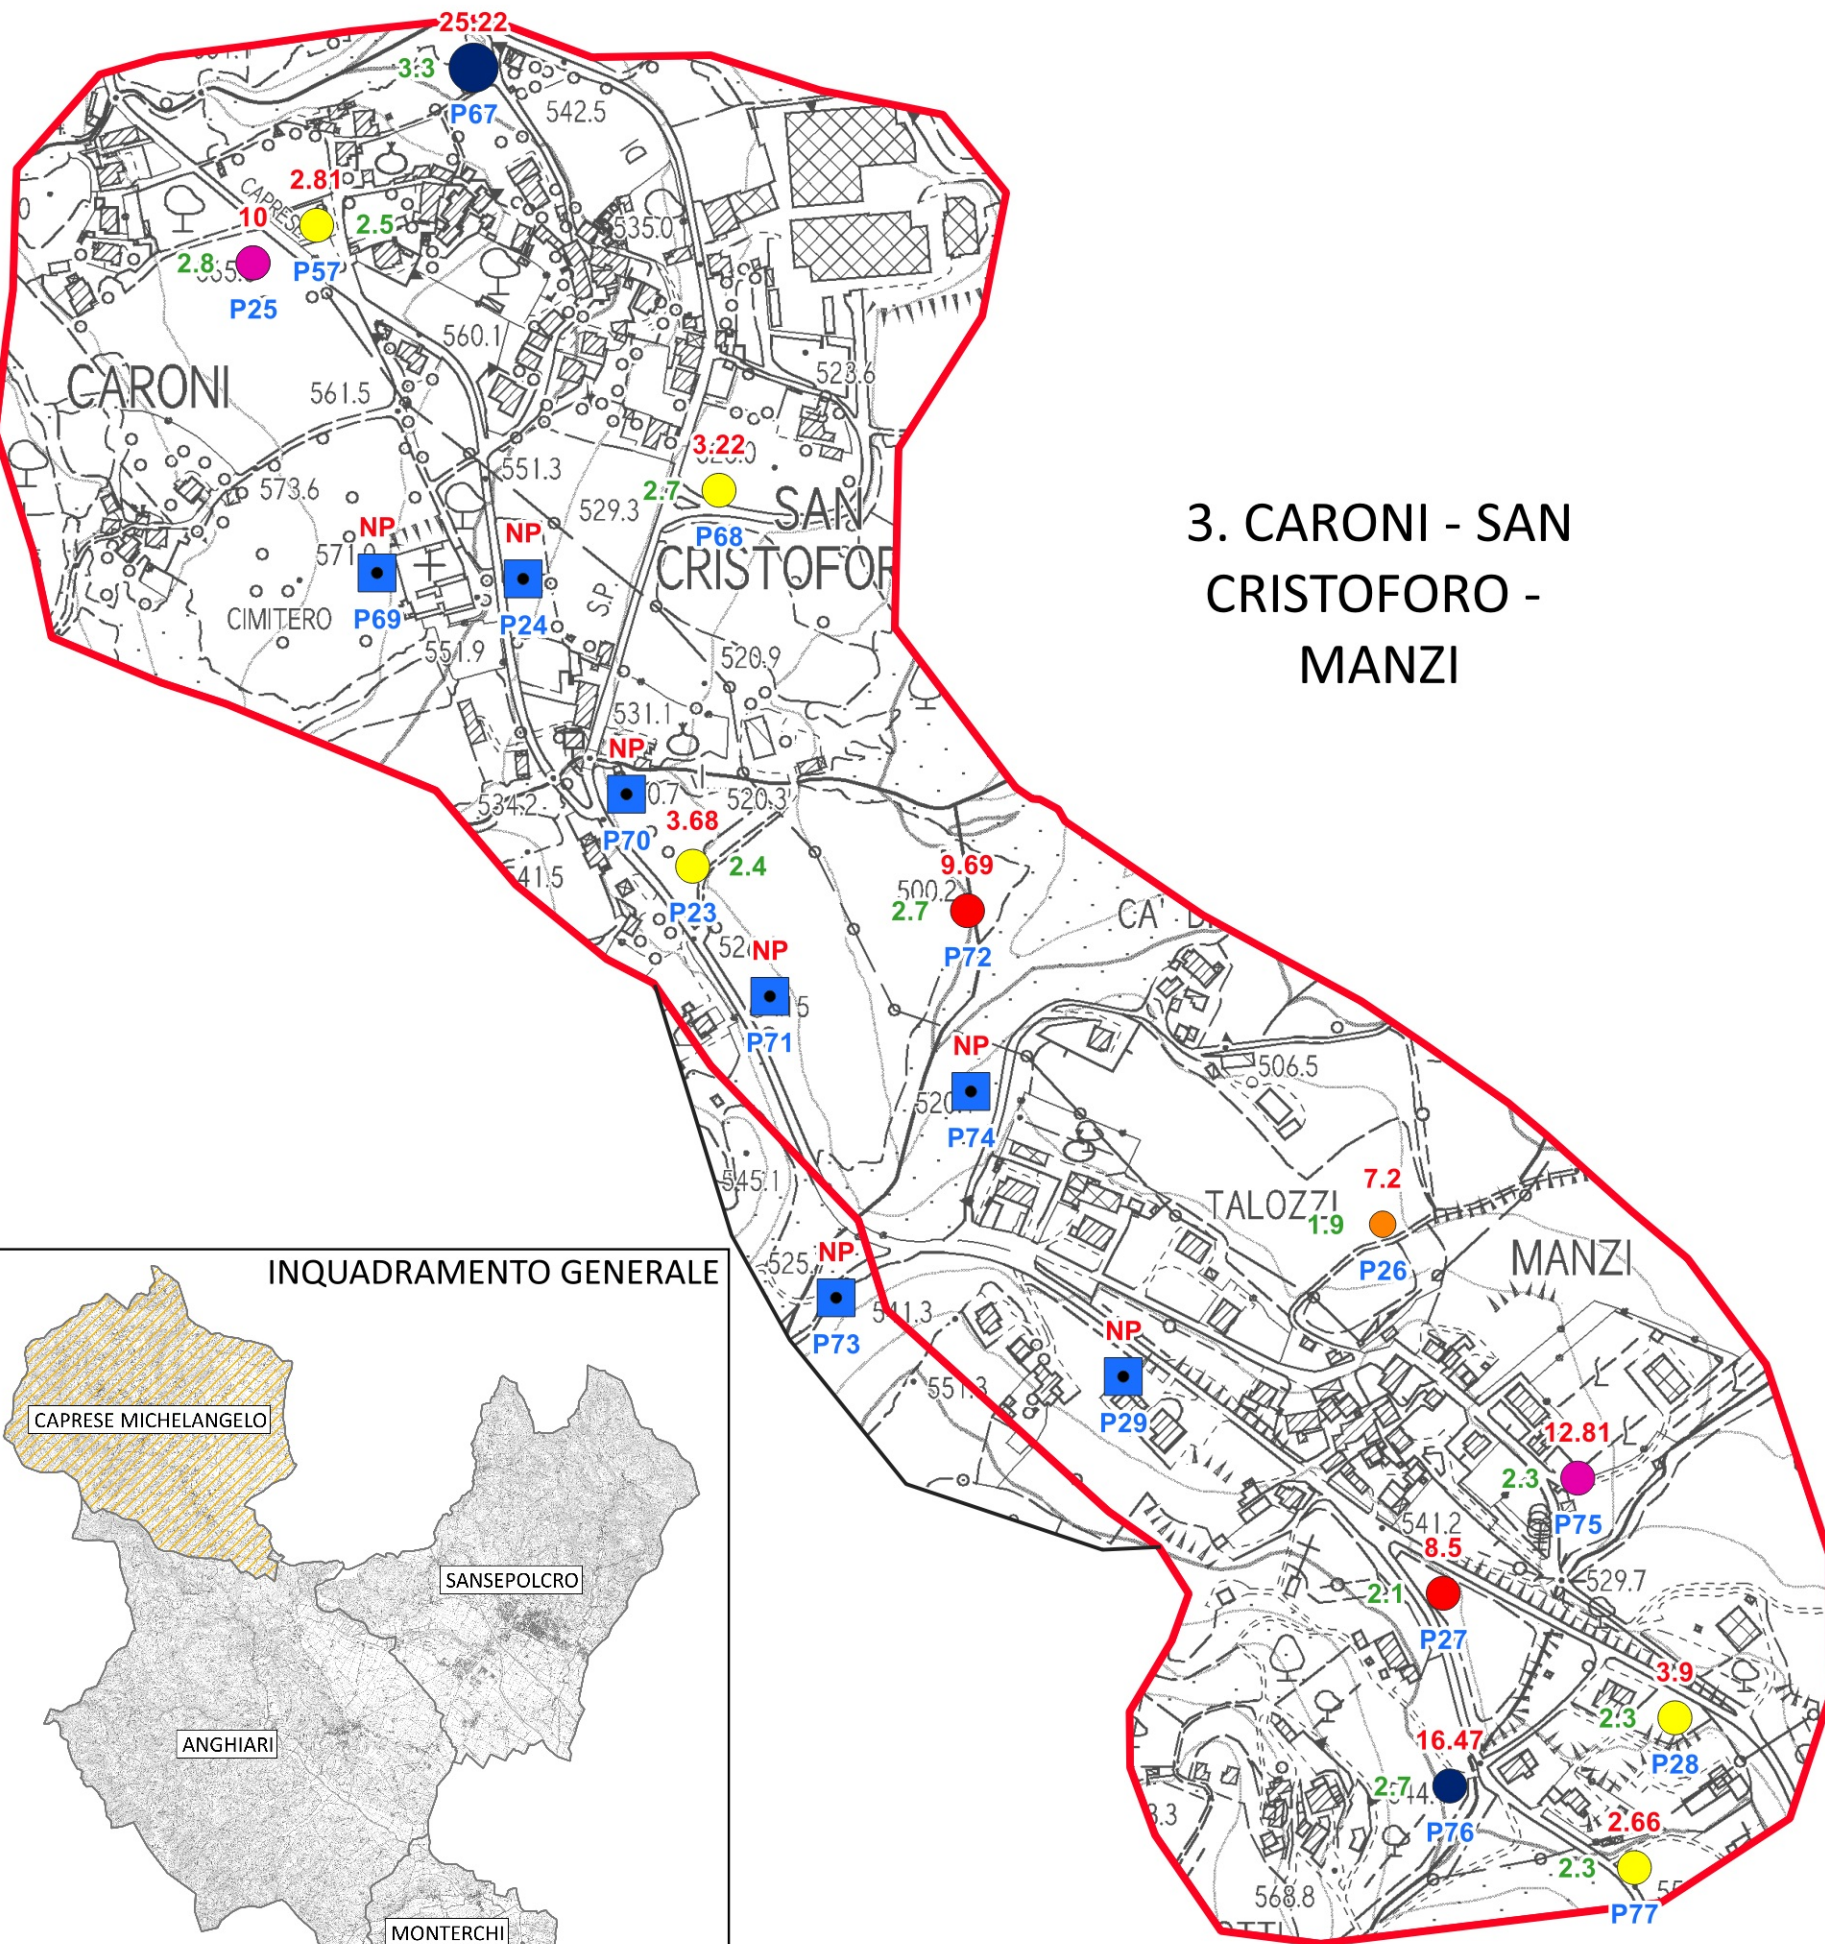 25.22
3.3
P67
542.5
DI
2.81
CAPRESE
10
2.5
535.0
2.8
P57
P25
560.1
CARONI
561.5
523.6
3.22
551.3
573.6
2.7
529.3
SAN
P68
NP
NP
CRISTOFOR
CIMITERO
P69
P24
SP
551.9
520.9
531.1
NP
534.2
520.3
P70
3.68
2.4
P23
9.69
500.2
2.7
P72
CA'
NP
P71
NP
506.5
P74
545.1
7.2
TALOZZI
1.9
P26
MANZI
NP
525.
P73
541.3
NP
551.3
P29
12.81
2.3
P75
541.2
8.5
2.1
529.7
P27
3.9
2.3
P28
16.47
2.7
P76
2.66
2.3
568.8
P77
3. CARONI - SAN
CRISTOFORO -
MANZI
INQUADRAMENTO GENERALE
CAPRESE MICHELANGELO
SANSEPOLCRO
ANGHIARI
MONTERCHI